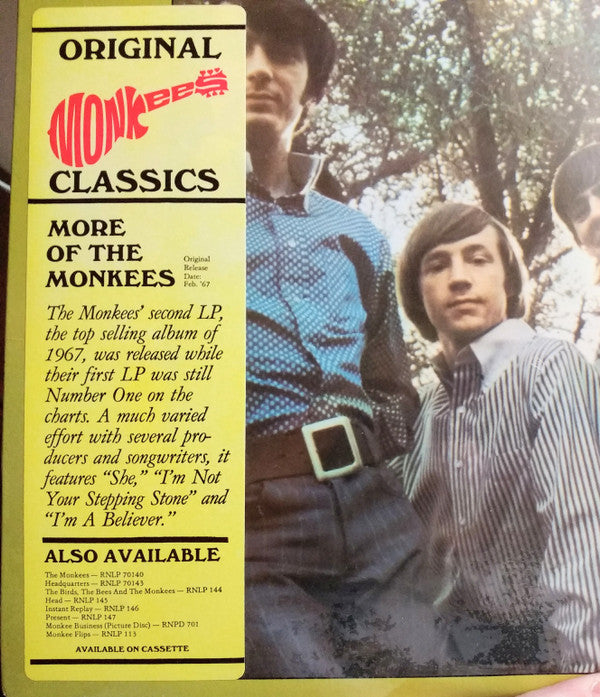 ORIGINAL
MONKEES
CLASSICS
MORE
OF THE
MONKEES
Original
Release
Date:
Feb. '67
The Monkees' second LP,
the top selling album of
1967, was released while
their first LP was still
Number One on the
charts. A much varied
effort with several pro-
ducers and songwriters, it
features "She," "I'm Not
Your Stepping Stone" and
"I'm A Believer."
ALSO AVAILABLE
The Monkees — RNLP 70140
Headquarters — RNLP 70143
The Birds, The Bees And The Monkees — RNLP 144
Head — RNLP 145
Instant Replay — RNLP 146
Present — RNLP 147
Monkee Business (Picture Disc) — RNPD 701
Monkee Flips — RNLP 113
AVAILABLE ON CASSETTE